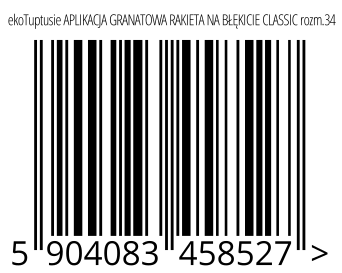 ekoTuptusie APLIKACJA GRANATOWA RAKIETA NA BŁĘKICIE CLASSIC rozm.34
5 904083 458527 >